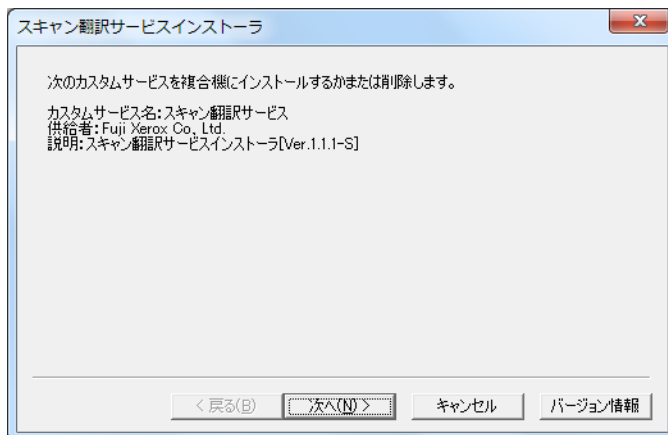 スキャン翻訳サービスインストーラ
次のカスタムサービスを複合機にインストールするかまたは削除します。
カスタムサービス名:スキャン翻訳サービス
供給者:Fuji Xerox Co., Ltd.
説明:スキャン翻訳サービスインストーラ[Ver.1.1.1-S]
< 戻る(B)
次へ(N) >
キャンセル
バージョン情報